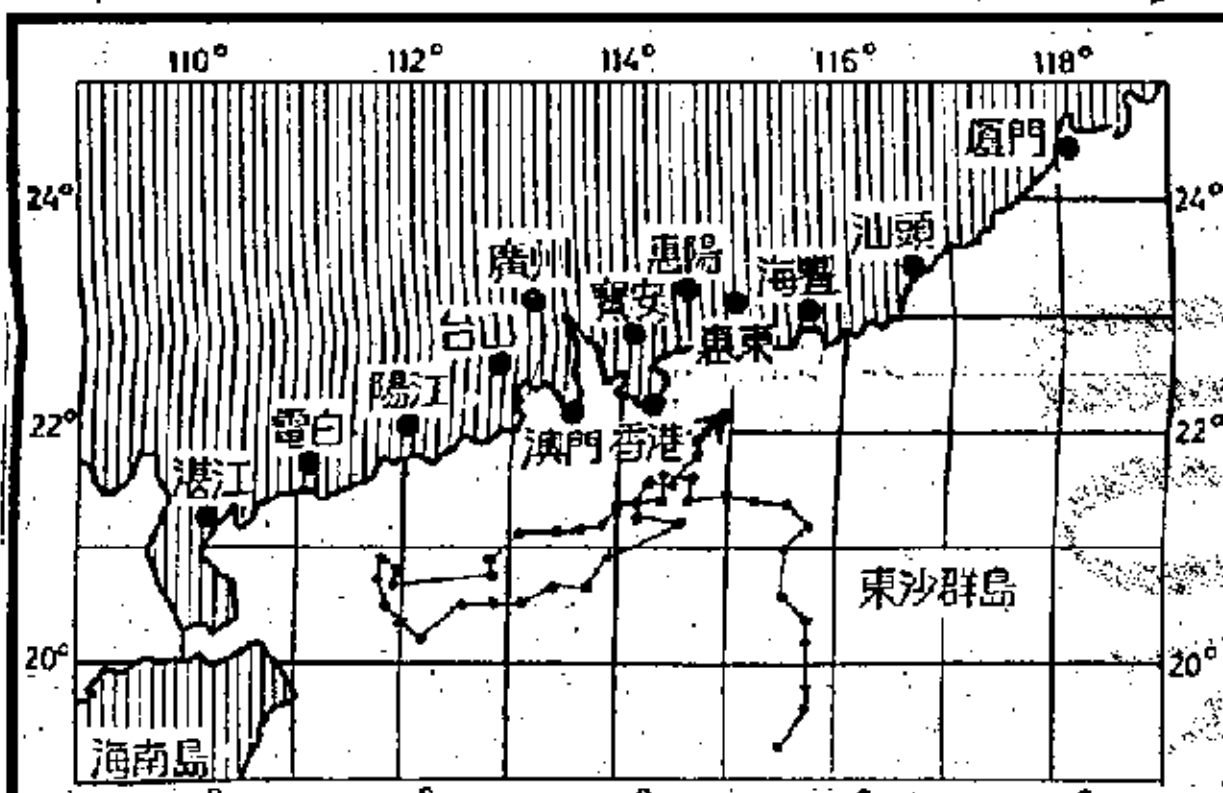 110° 112° 114° 116° 118°
厦門
24° 24°
汕頭
廣州 惠陽 海豐
寶安
台山 惠東
陽江
22° 電白 澳門 香港 22°
湛江
東沙群島
20° 20°
海南島